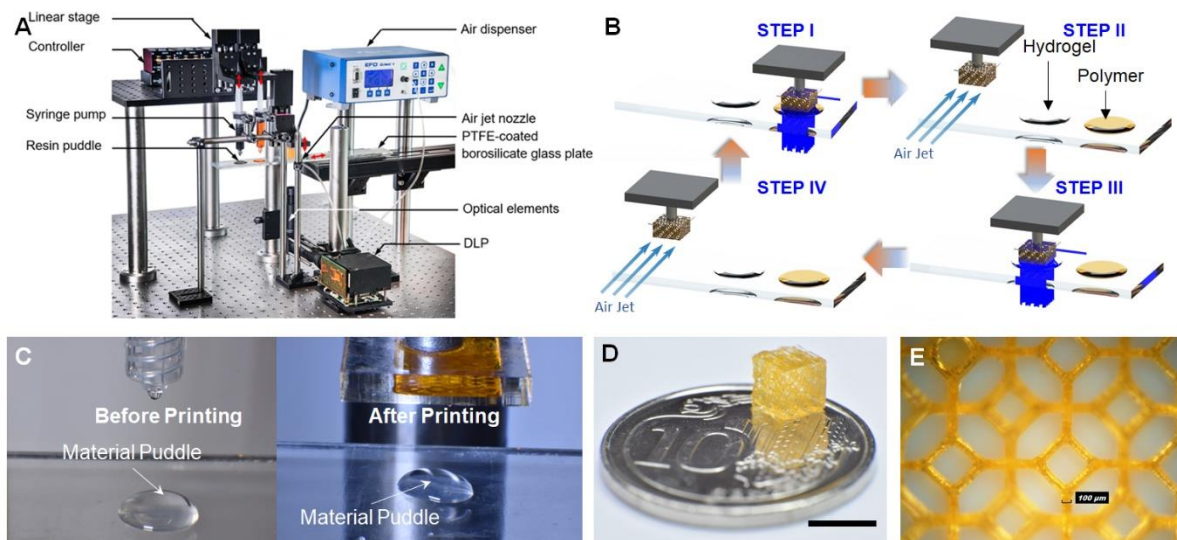 A
Linear stage
Controller
Air dispenser
EFD
Syringe pump
Resin puddle
Air jet nozzle
PTFE-coated
borosilicate glass plate
Optical elements
DLP
B
STEP I
STEP II
Hydrogel
Polymer
Air Jet
STEP IV
STEP III
Air Jet
C
Before Printing
Material Puddle
After Printing
Material Puddle
D
10
E
100 µm